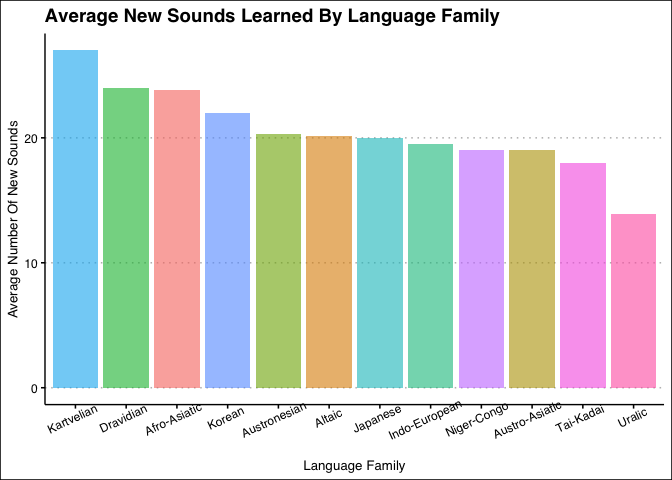 Average New Sounds Learned By Language Family
Average Number Of New Sounds
20
10
0
Kartvelian
Dravidian
Afro-Asiatic
Korean
Austronesian
Altaic
Japanese
Indo-European
Niger-Congo
Austro-Asiatic
Tai-Kadai
Uralic
Language Family